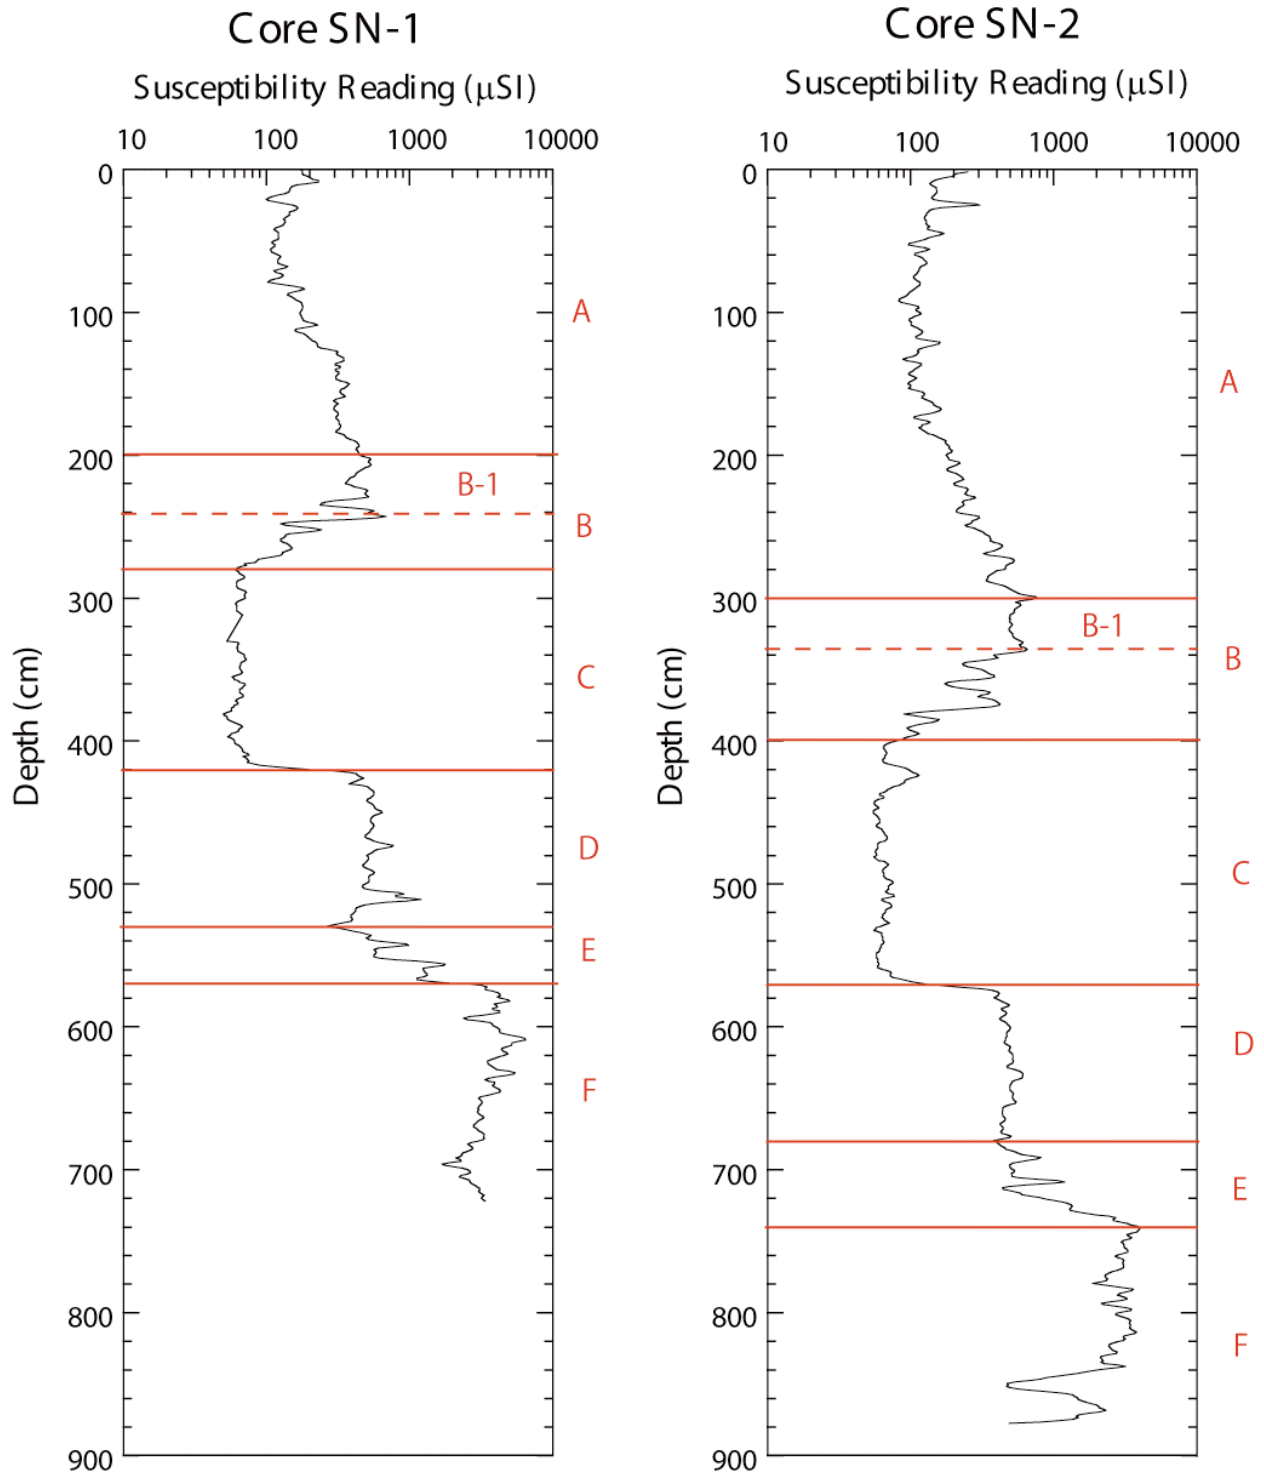 Core SN-1
Susceptibility Reading (μSI)
10 100 1000 10000
0
100
200
300
400
500
600
700
800
900
Depth (cm)
A
B-1
B
C
D
E
F
Core SN-2
Susceptibility Reading (μSI)
10 100 1000 10000
0
100
200
300
400
500
600
700
800
900
Depth (cm)
A
B-1
B
C
D
E
F